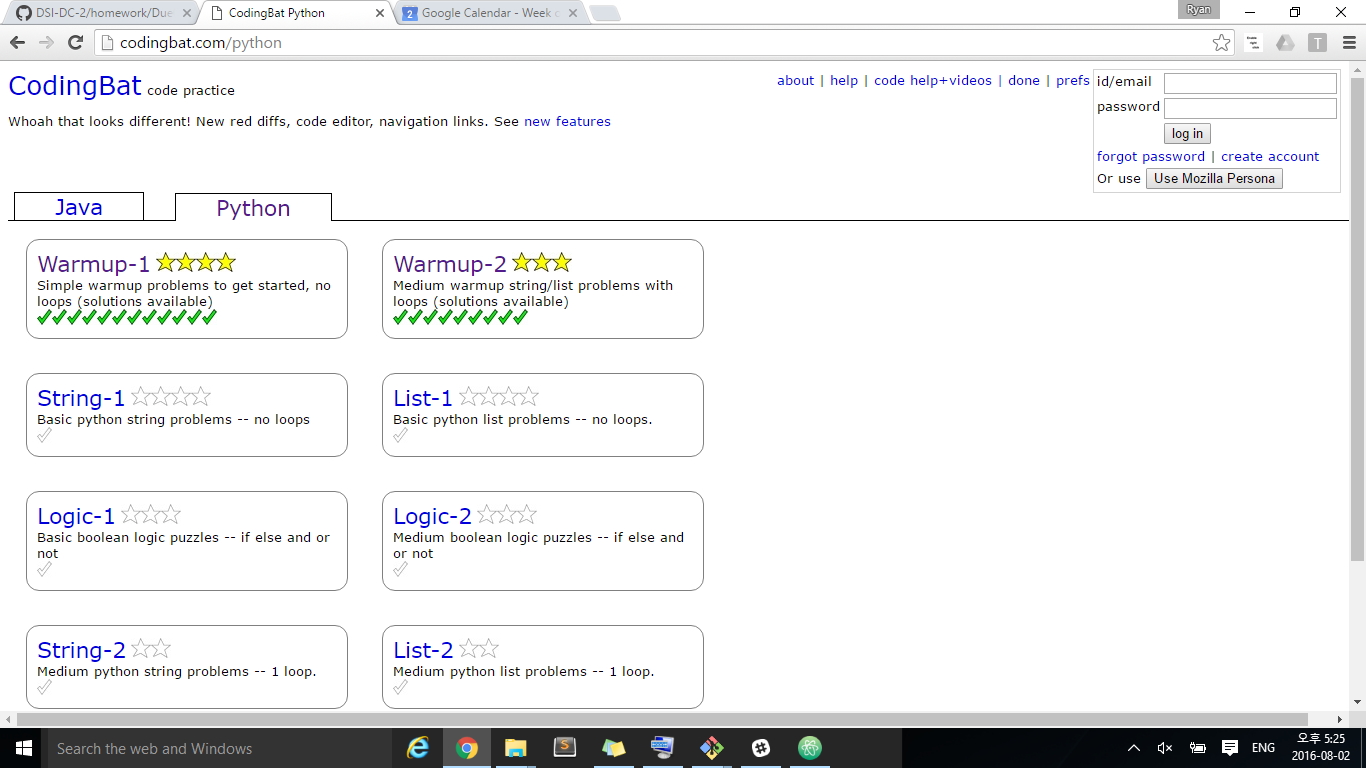 DSI-DC-2/homework/Due
CodingBat Python
Google Calendar - Week
Ryan
codingbat.com/python
T
CodingBat code practice
about | help | code help+videos | done | prefs
id/email
password
log in
forgot password | create account
Or use Use Mozilla Persona
Whoah that looks different! New red diffs, code editor, navigation links. See new features
Java
Python
Warmup-1
Simple warmup problems to get started, no
loops (solutions available)
Warmup-2
Medium warmup string/list problems with
loops (solutions available)
String-1
Basic python string problems -- no loops
List-1
Basic python list problems -- no loops.
Logic-1
Basic boolean logic puzzles -- if else and or
not
Logic-2
Medium boolean logic puzzles -- if else and
or not
String-2
Medium python string problems -- 1 loop.
List-2
Medium python list problems -- 1 loop.
Search the web and Windows
ENG
오후 5:25
2016-08-02